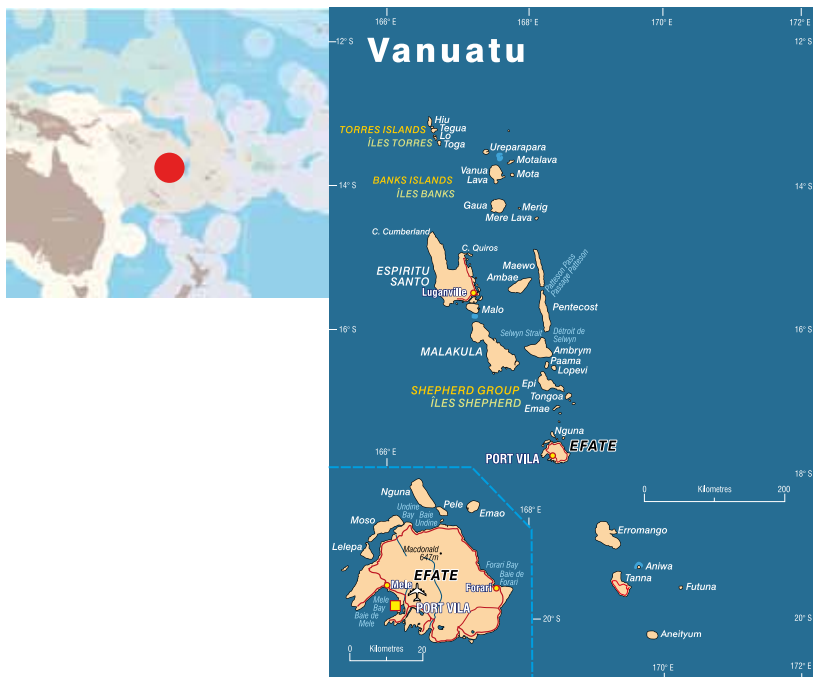 166° E
168° E
170° E
172° E
12° S
12° S
Vanuatu
Hiu
TORRES ISLANDS
Tegua
Lo
ÎLES TORRES
Toga
Ureparapara
Motalava
Vanua
Lava
Mota
BANKS ISLANDS
ÎLES BANKS
14° S
14° S
Gaua
Merig
Mere Lava
C. Cumberland
C. Quiros
ESPIRITU
SANTO
Maewo
Ambae
Patteson Pass
Passage Patteson
Luganville
Malo
Pentecost
16° S
16° S
Selwyn Strait
Détroit de
Selwyn
MALAKULA
Ambrym
Paama
Lopevi
Epi
SHEPHERD GROUP
ÎLES SHEPHERD
Tongoa
Emae
Nguna
EFATE
PORT VILA
166° E
18° S
0 Kilometres 200
168° E
Nguna
Undine
Bay
Baie
Undine
Pele
Emao
Moso
Lelepa
Macdonald
647m
Forari Bay
Baie de
Forari
EFATE
Mele
Forari
Mele
Bay
Baie de
Mele
PORT VILA
0 Kilometres 20
Erromango
Aniwa
Tanna
Futuna
20° S
20° S
Aneityum
170° E
172° E